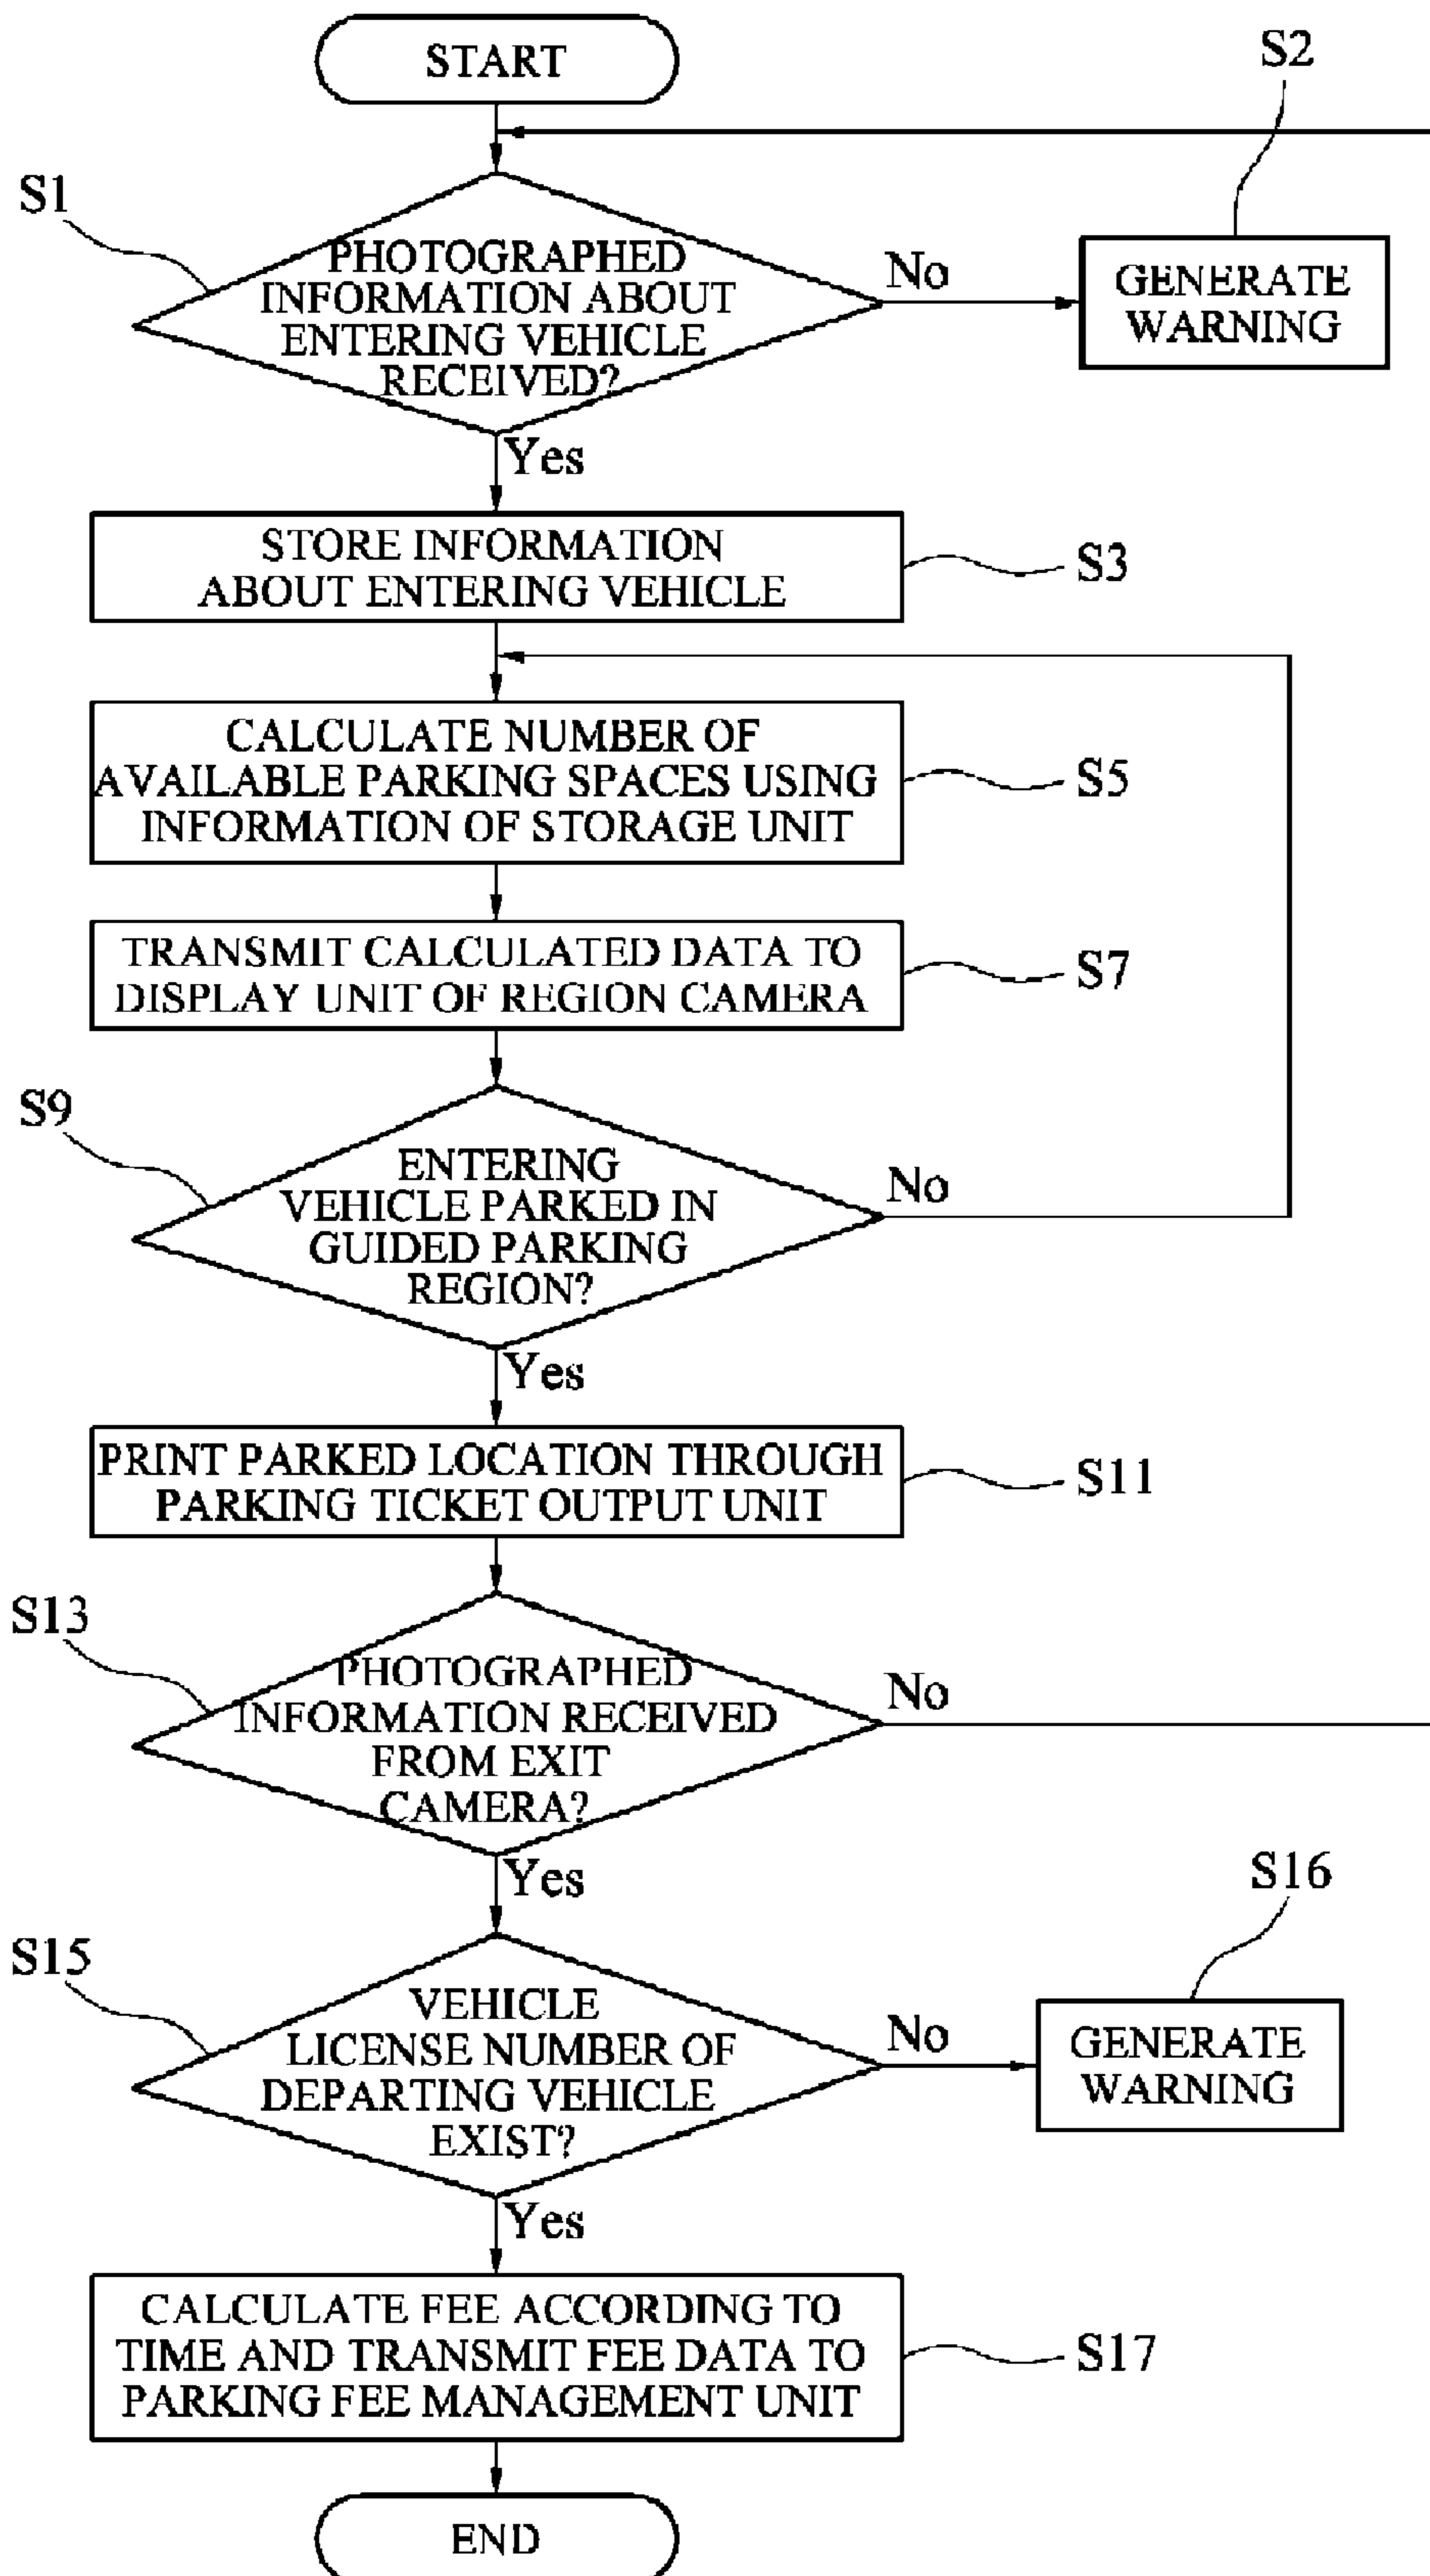 START
S2
S1
PHOTOGRAPHED
INFORMATION ABOUT
ENTERING VEHICLE
RECEIVED?
No
GENERATE
WARNING
Yes
STORE INFORMATION
ABOUT ENTERING VEHICLE
S3
CALCULATE NUMBER OF
AVAILABLE PARKING SPACES USING
INFORMATION OF STORAGE UNIT
S5
TRANSMIT CALCULATED DATA TO
DISPLAY UNIT OF REGION CAMERA
S7
S9
ENTERING
VEHICLE PARKED IN
GUIDED PARKING
REGION?
No
Yes
PRINT PARKED LOCATION THROUGH
PARKING TICKET OUTPUT UNIT
S11
S13
PHOTOGRAPHED
INFORMATION RECEIVED
FROM EXIT
CAMERA?
No
Yes
S16
S15
VEHICLE
LICENSE NUMBER OF
DEPARTING VEHICLE
EXIST?
No
GENERATE
WARNING
Yes
CALCULATE FEE ACCORDING TO
TIME AND TRANSMIT FEE DATA TO
PARKING FEE MANAGEMENT UNIT
S17
END